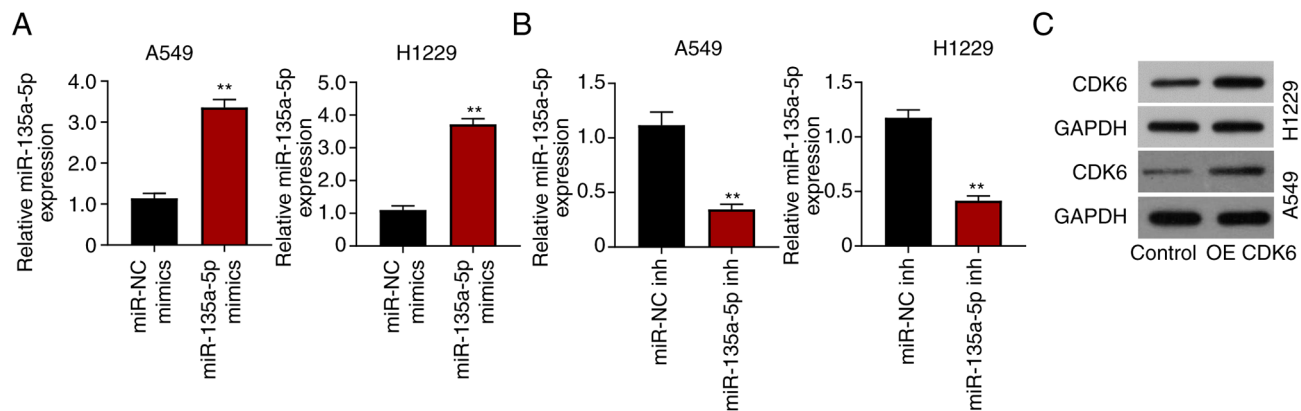 A
A549
Relative miR-135a-5p
expression
4.0
3.0
2.0
1.0
0
**
miR-NC
mimics
miR-135a-5p
mimics
H1229
Relative miR-135a-5p
expression
5.0
4.0
3.0
2.0
1.0
0
**
miR-NC
mimics
miR-135a-5p
mimics
B
A549
Relative miR-135a-5p
expression
1.5
1.0
0.5
0
**
miR-NC inh
miR-135a-5p inh
H1229
Relative miR-135a-5p
expression
1.5
1.0
0.5
0
**
miR-NC inh
miR-135a-5p inh
C
CDK6
GAPDH
H1229
CDK6
GAPDH
A549
Control OE CDK6